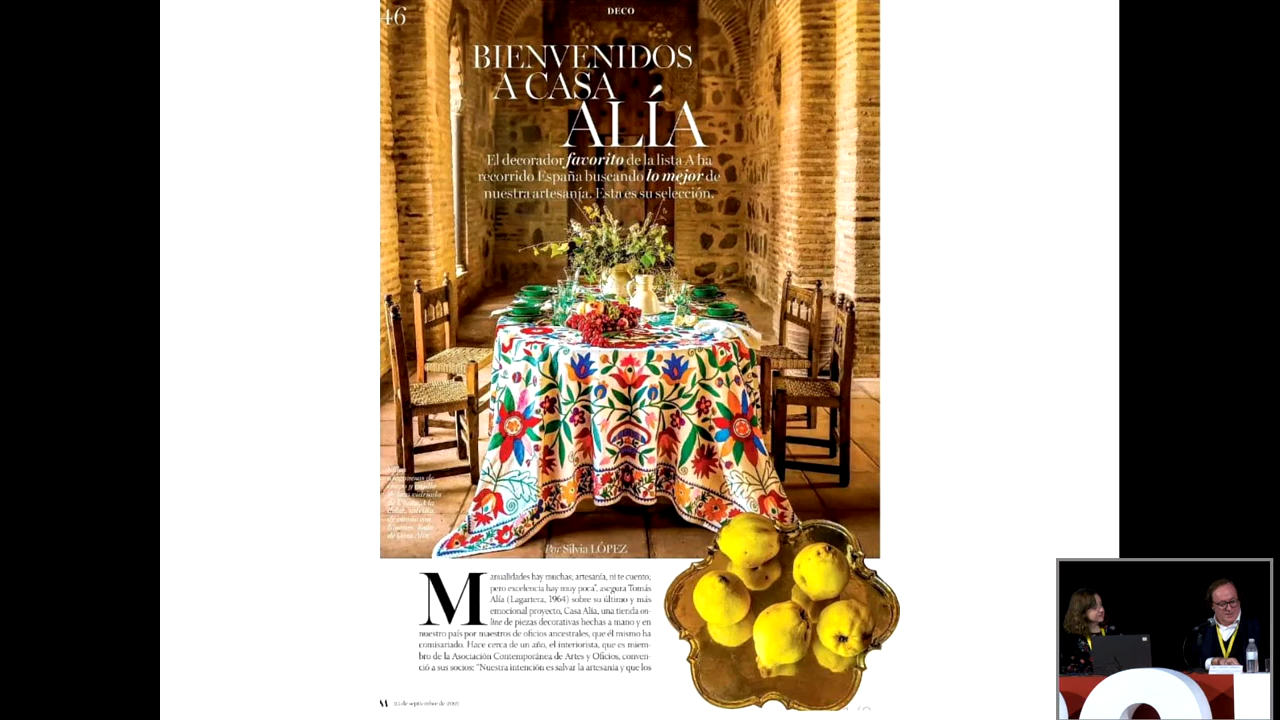 46
DECO
BIENVENIDOS
A CASA
ALÍA
El decorador favorito de la lista A ha
recorrido España buscando lo mejor de
nuestra artesanía. Esta es su selección.
Por Silvia LÓPEZ
Manualidades hay muchas; artesanía, ni te cuento;
pero excelencia hay muy poca”, asegura Tomás
Alía (Lagartera, 1964) sobre su último y más
emocional proyecto, Casa Alía, una tienda on-
line de piezas decorativas hechas a mano y en
nuestro país por maestros de oficios ancestrales, que él mismo ha
comisariado. Hace cerca de un año, el interiorista, que es miem-
bro de la Asociación Contemporánea de Artes y Oficios, conven-
ció a sus socios: “Nuestra intención es salvar la artesanía y que los
de septiembre de